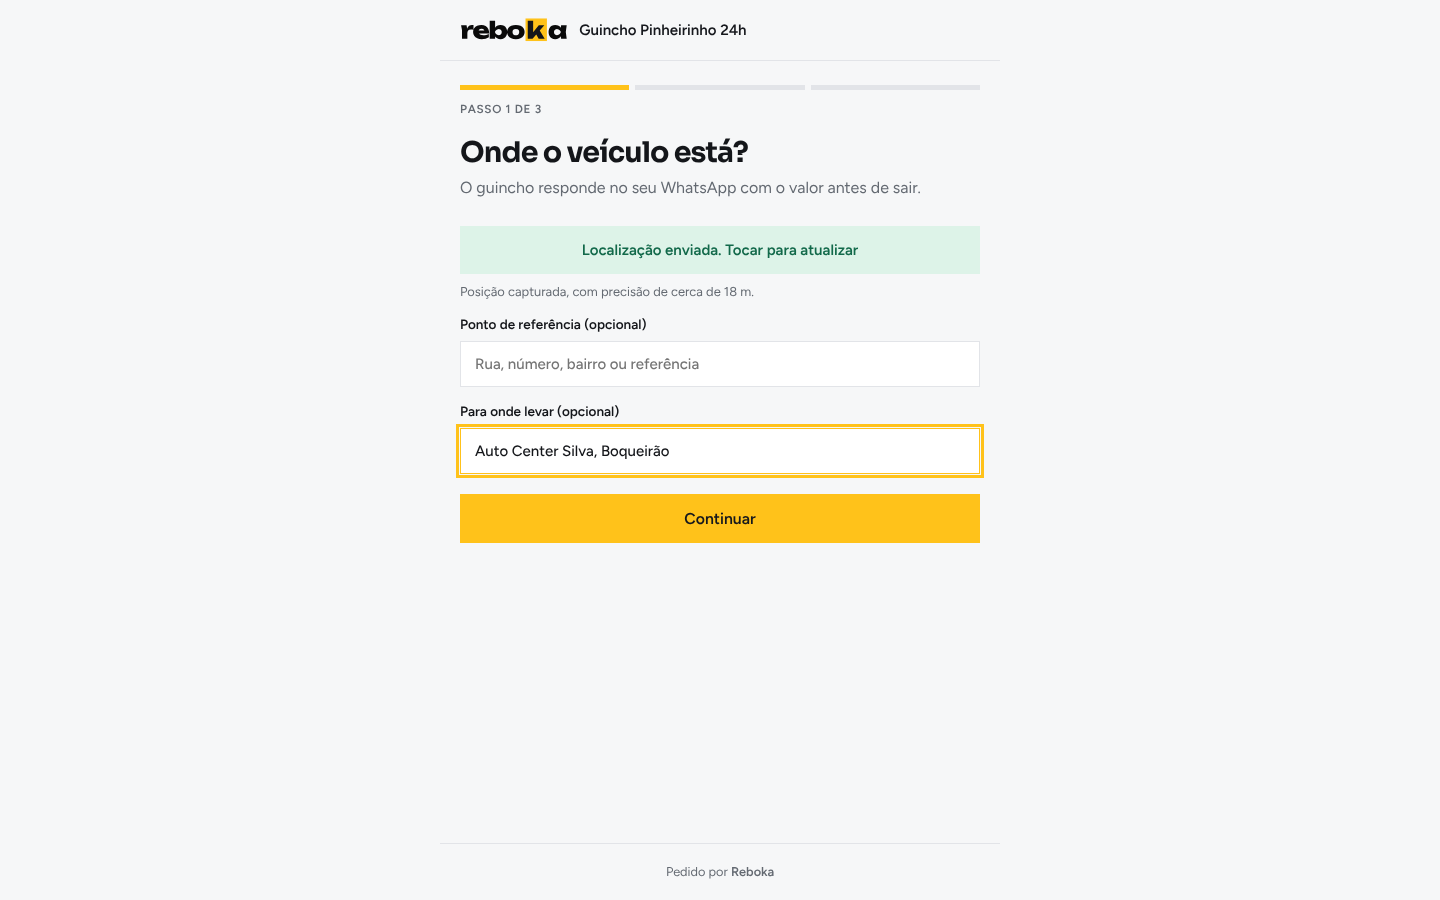 reboka Guincho Pinheirinho 24h
PASSO 1 DE 3
Onde o veículo está?
O guincho responde no seu WhatsApp com o valor antes de sair.
Localização enviada. Tocar para atualizar
Posição capturada, com precisão de cerca de 18 m.
Ponto de referência (opcional)
Rua, número, bairro ou referência
Para onde levar (opcional)
Auto Center Silva, Boqueirão
Continuar
Pedido por Reboka